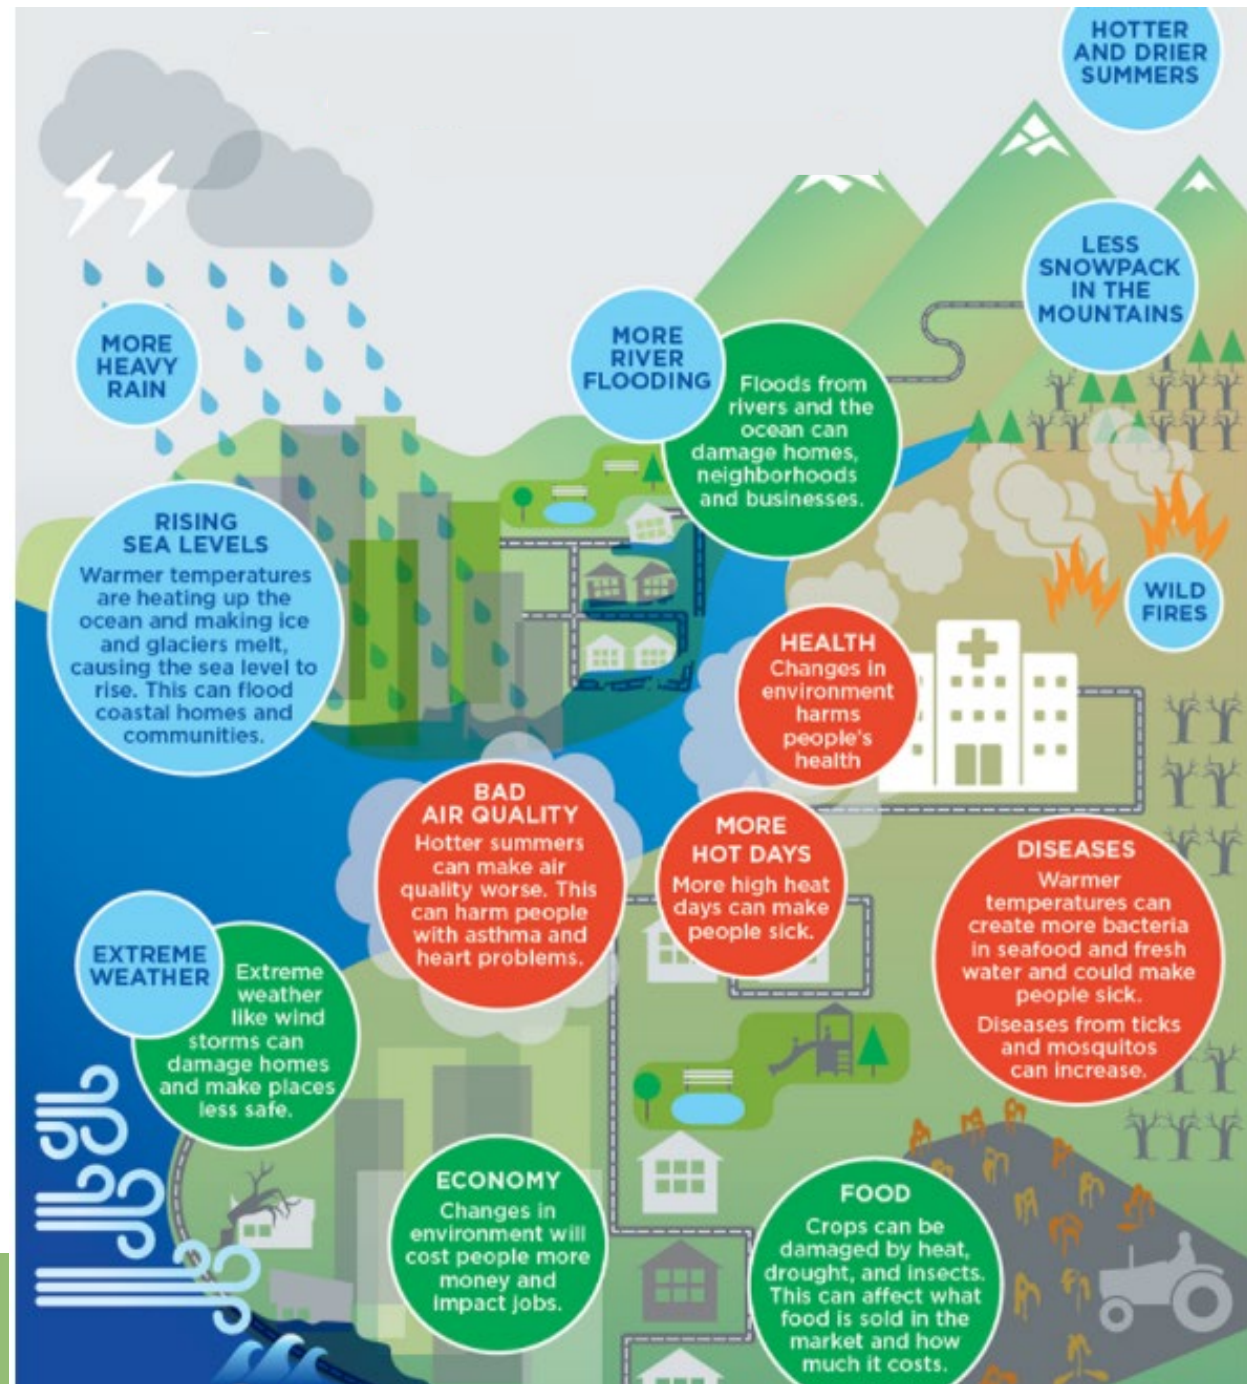 HOTTER
AND DRIER
SUMMERS
LESS
SNOWPACK
IN THE
MOUNTAINS
MORE
HEAVY
RAIN
MORE
RIVER
FLOODING
Floods from
rivers and the
ocean can
damage homes,
neighborhoods
and businesses.
RISING
SEA LEVELS
Warmer temperatures
are heating up the
ocean and making ice
and glaciers melt,
causing the sea level to
rise. This can flood
coastal homes and
communities.
WILD
FIRES
HEALTH
Changes in
environment
harms
people's
health
BAD
AIR QUALITY
Hotter summers
can make air
quality worse. This
can harm people
with asthma and
heart problems.
MORE
HOT DAYS
More high heat
days can make
people sick.
DISEASES
Warmer
temperatures can
create more bacteria
in seafood and fresh
water and could make
people sick.
Diseases from ticks
and mosquitos
can increase.
EXTREME
WEATHER
Extreme
weather
like wind
storms can
damage homes
and make places
less safe.
ECONOMY
Changes in
environment will
cost people more
money and
impact jobs.
FOOD
Crops can be
damaged by heat,
drought, and insects.
This can affect what
food is sold in the
market and how
much it costs.